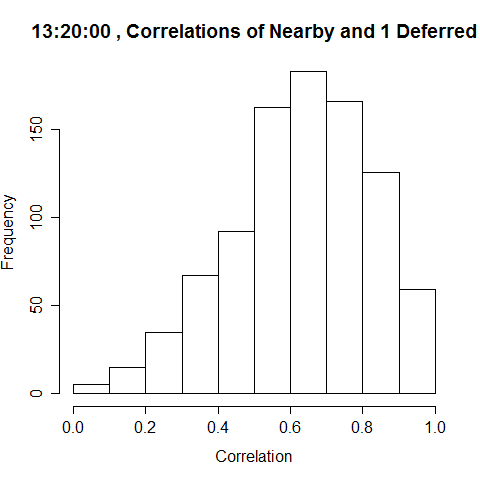 13:20:00 , Correlations of Nearby and 1 Deferred
Frequency
150
100
50
0
0.0 0.2 0.4 0.6 0.8 1.0
Correlation